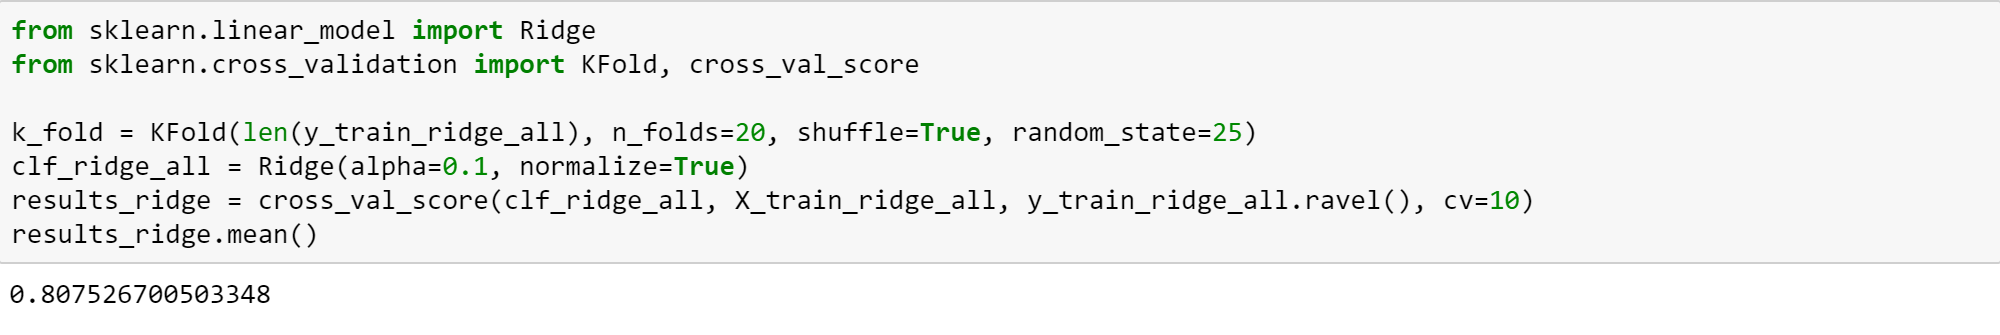 from sklearn.linear_model import Ridge
from sklearn.cross_validation import KFold, cross_val_score
k_fold = KFold(len(y_train_ridge_all), n_folds=20, shuffle=True, random_state=25)
clf_ridge_all = Ridge(alpha=0.1, normalize=True)
results_ridge = cross_val_score(clf_ridge_all, X_train_ridge_all, y_train_ridge_all.ravel(), cv=10)
results_ridge.mean()
0.807526700503348